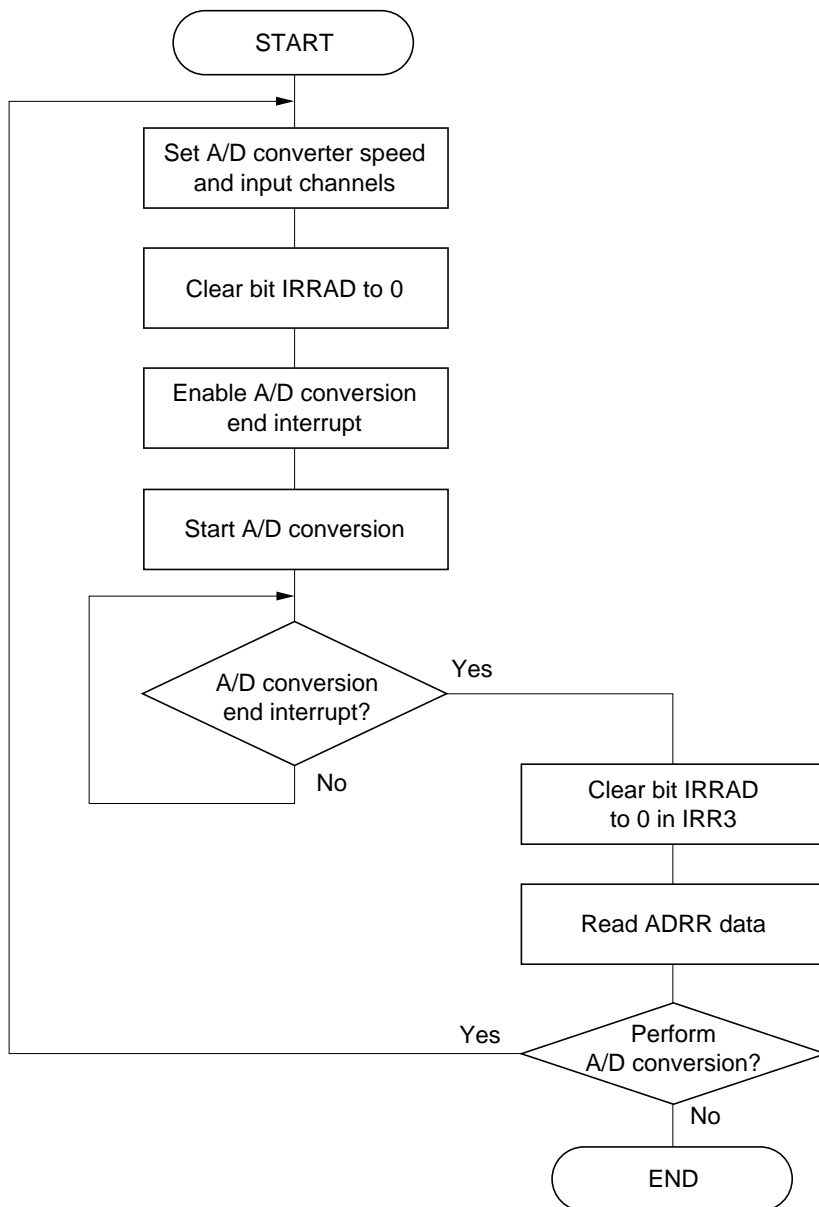 START
Set A/D converter speed
and input channels
Clear bit IRRAD to 0
Enable A/D conversion
end interrupt
Start A/D conversion
A/D conversion
end interrupt?
Yes
No
Clear bit IRRAD
to 0 in IRR3
Read ADRR data
Perform
A/D conversion?
Yes
No
END